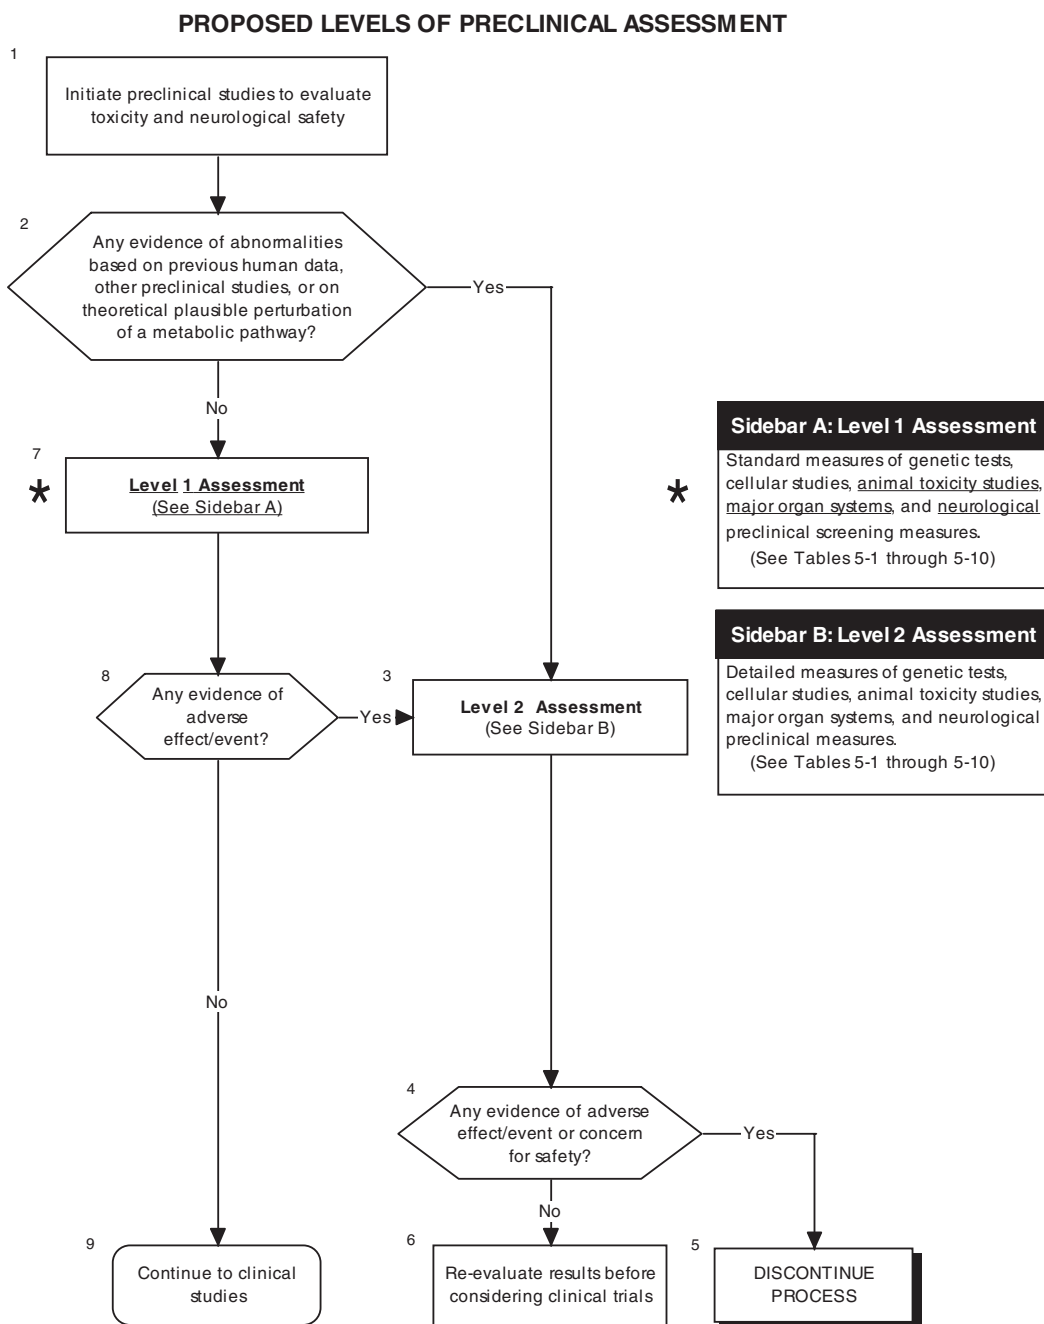 PROPOSED LEVELS OF PRECLINICAL ASSESSMENT
1
Initiate preclinical studies to evaluate
toxicity and neurological safety
2
Any evidence of abnormalities
based on previous human data,
other preclinical studies, or on
theoretical plausible perturbation
of a metabolic pathway?
Yes
No
7
* Level 1 Assessment
(See Sidebar A)
* Sidebar A: Level 1 Assessment
Standard measures of genetic tests,
cellular studies, animal toxicity studies,
major organ systems, and neurological
preclinical screening measures.
(See Tables 5-1 through 5-10)
Sidebar B: Level 2 Assessment
Detailed measures of genetic tests,
cellular studies, animal toxicity studies,
major organ systems, and neurological
preclinical measures.
(See Tables 5-1 through 5-10)
8
Any evidence of
adverse
effect/event?
Yes
3
Level 2 Assessment
(See Sidebar B)
No
4
Any evidence of adverse
effect/event or concern
for safety?
Yes
No
9
Continue to clinical
studies
6
Re-evaluate results before
considering clinical trials
5
DISCONTINUE
PROCESS